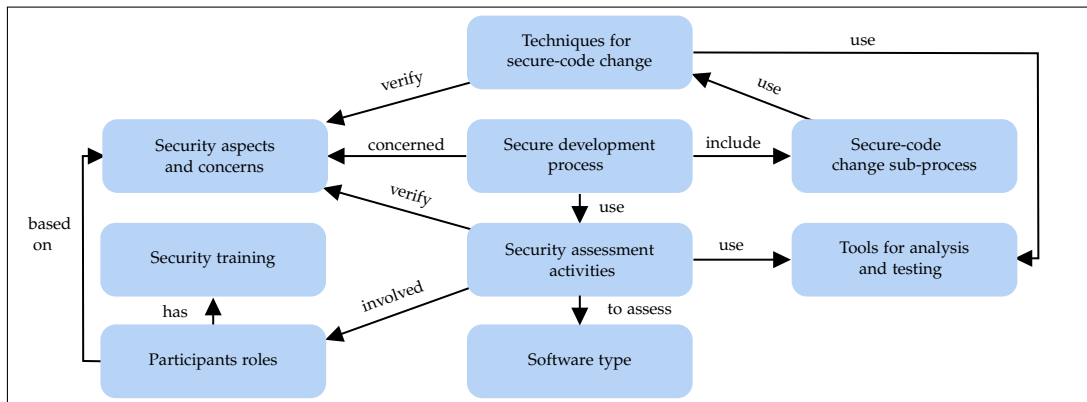 Techniques for
secure-code change
use
verify
use
Security aspects
and concerns
concerned
Secure development
process
include
Secure-code
change sub-process
verify
use
based
on
Security training
Security assessment
activities
use
Tools for analysis
and testing
has
involved
to assess
Participants roles
Software type